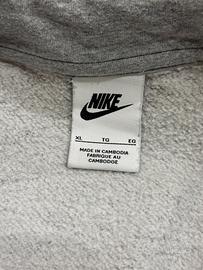 NIKE
XL TG EG
MADE IN CAMBODIA
FABRIQUÉ AU
CAMBODGE